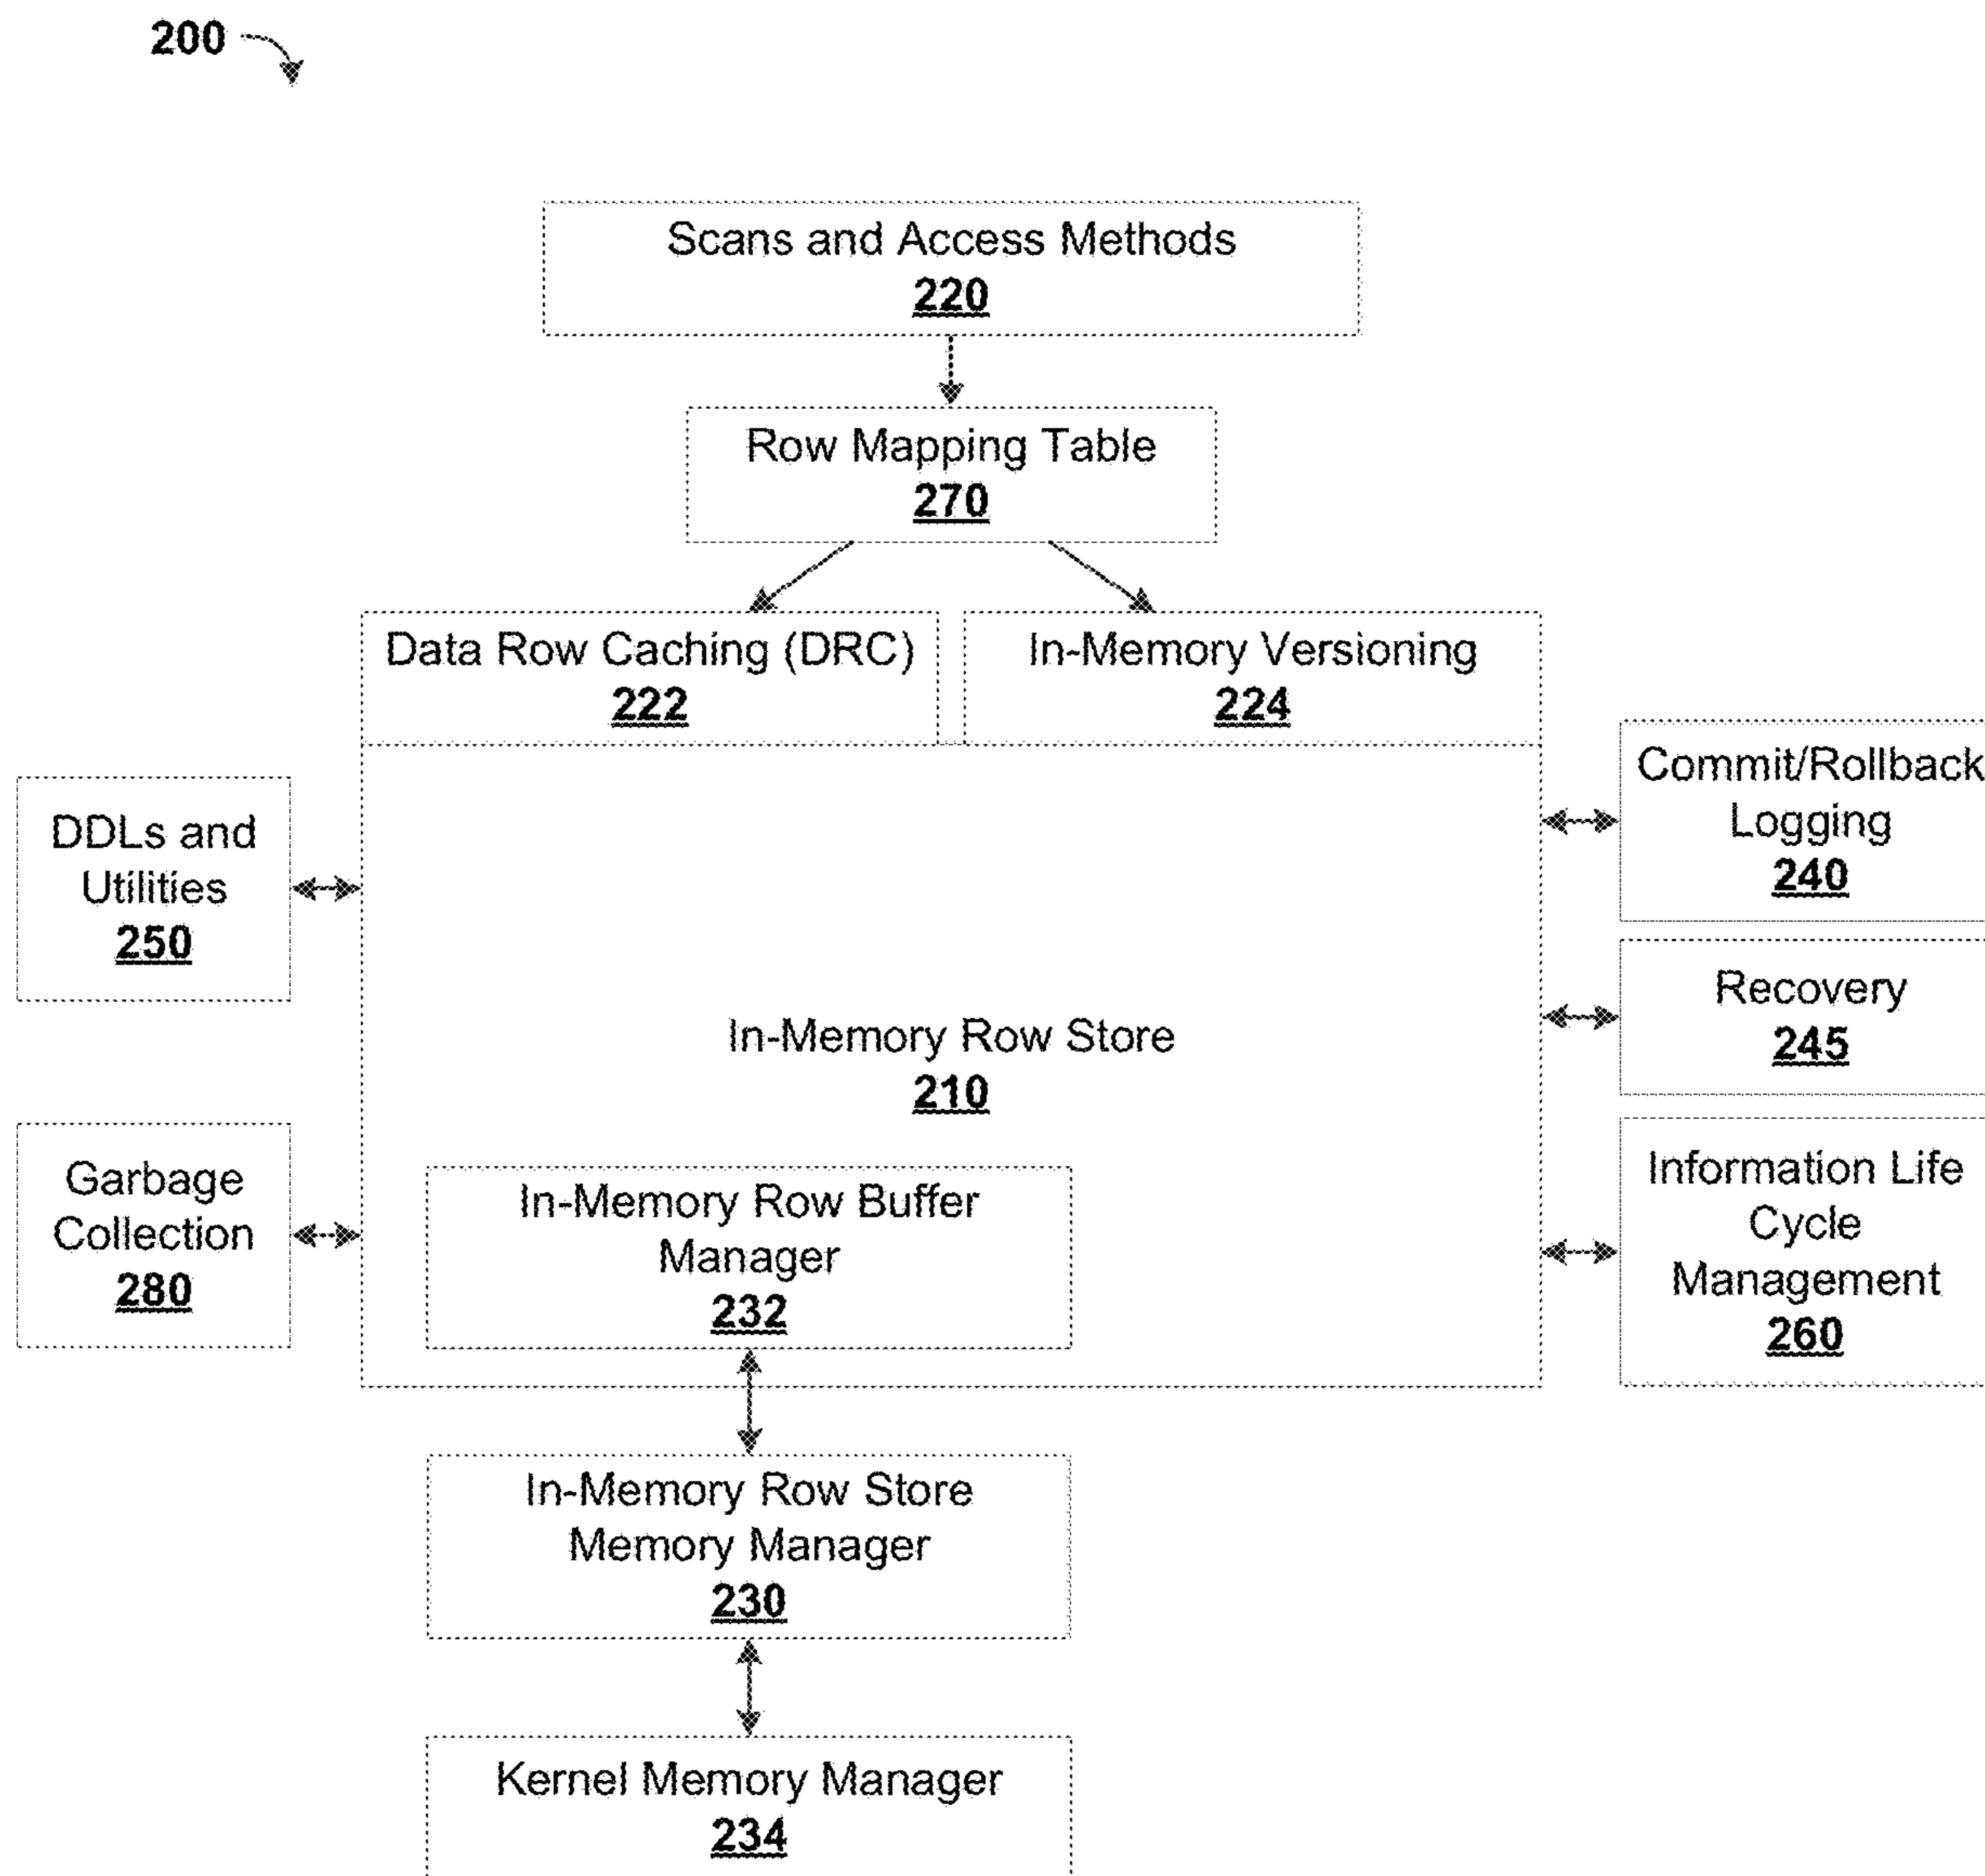 200
Scans and Access Methods
220
Row Mapping Table
270
Data Row Caching (DRC)
222
In-Memory Versioning
224
DDLs and
Utilities
250
Commit/Rollback
Logging
240
Recovery
245
In-Memory Row Store
210
Garbage
Collection
280
In-Memory Row Buffer
Manager
232
Information Life
Cycle
Management
260
In-Memory Row Store
Memory Manager
230
Kernel Memory Manager
234